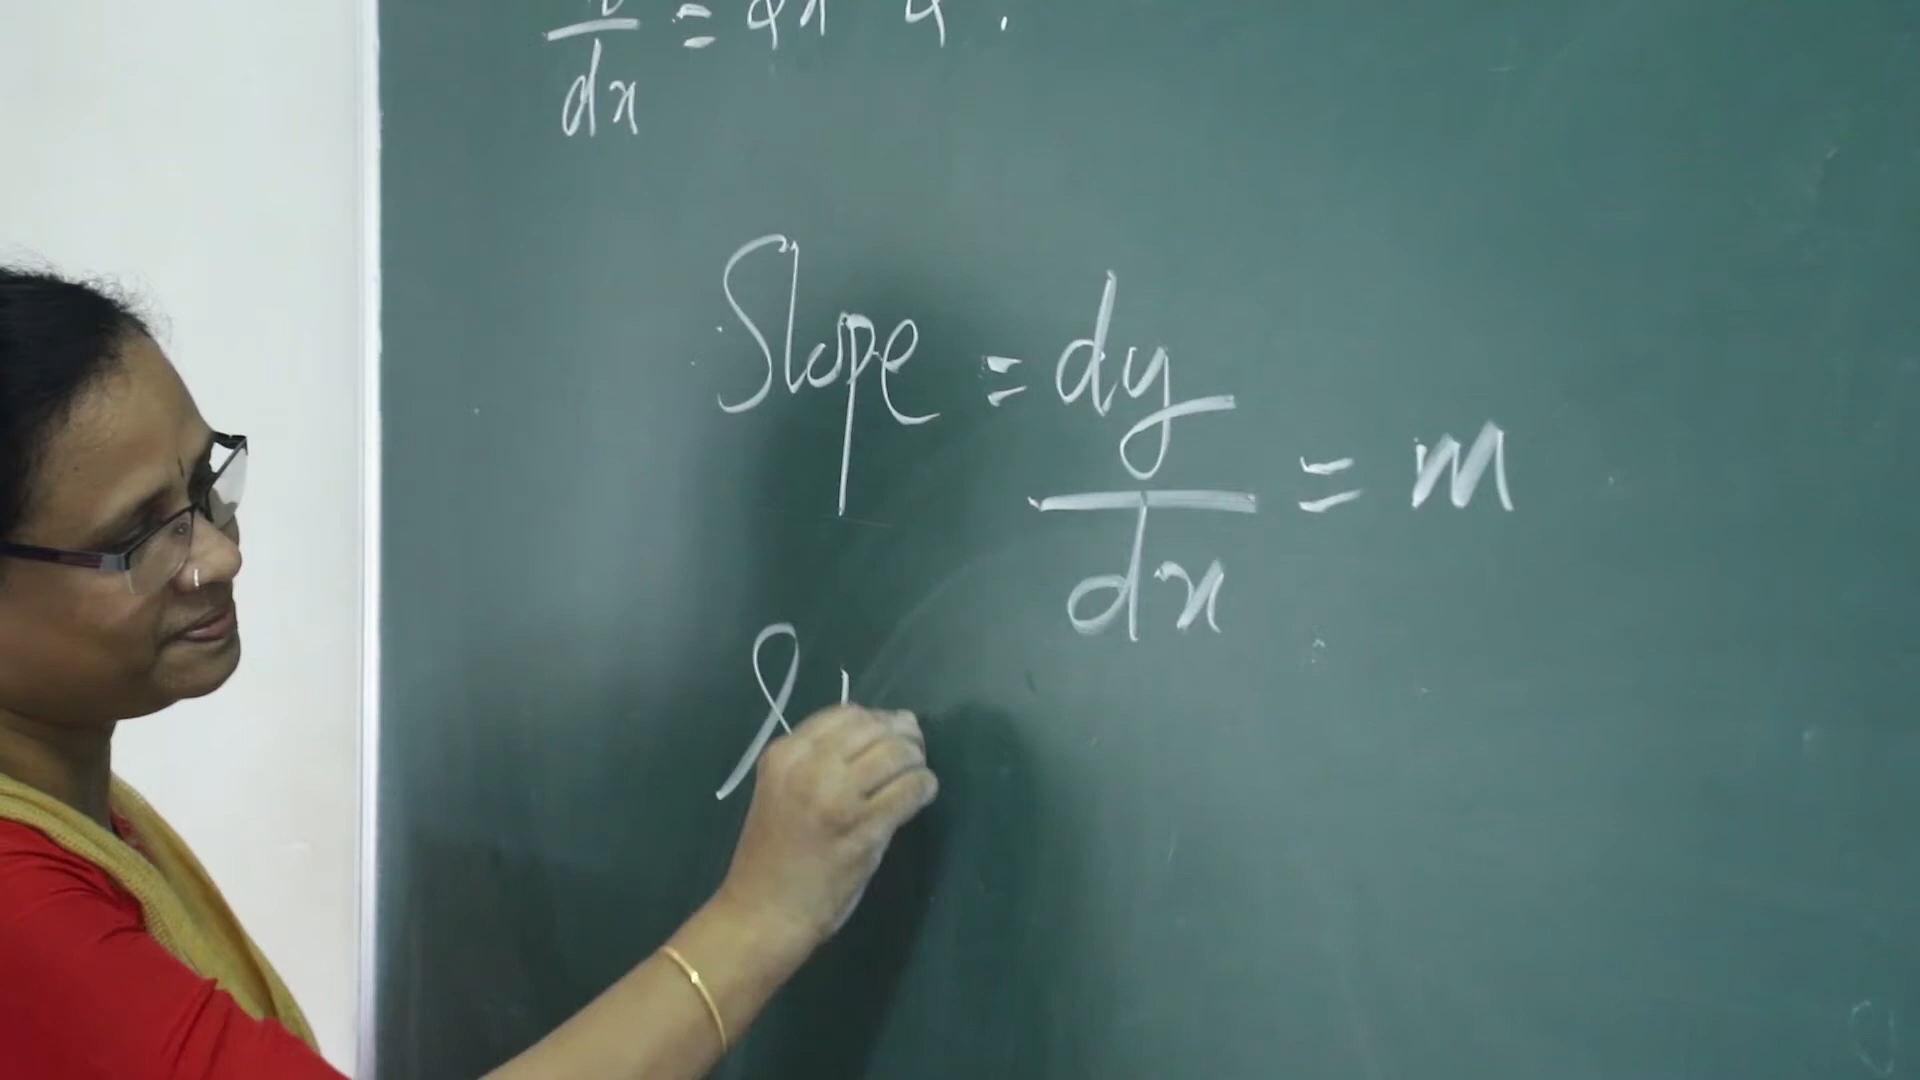 dx =
Slope = dy/dx = m